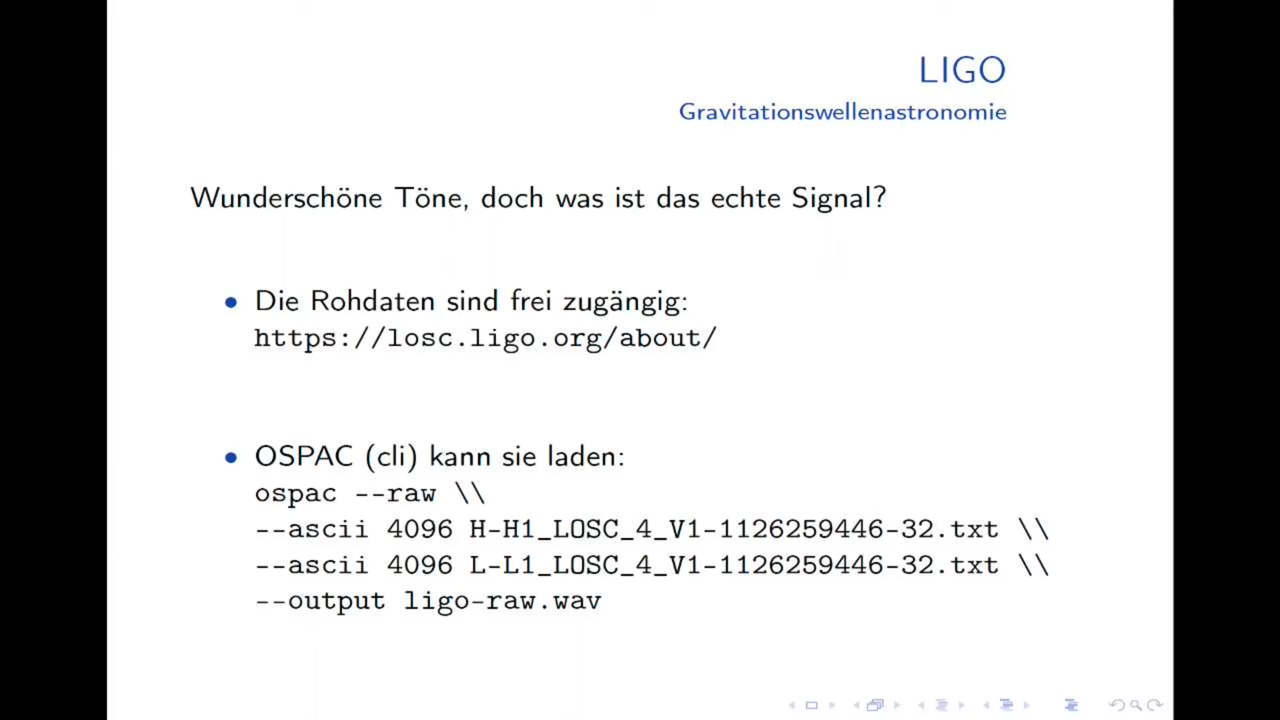 LIGO
Gravitationswellenastronomie
Wunderschöne Töne, doch was ist das echte Signal?
• Die Rohdaten sind frei zugängig:
https://losc.ligo.org/about/
• OSPAC (cli) kann sie laden:
ospac --raw \\
--ascii 4096 H-H1_LOSC_4_V1-1126259446-32.txt \\
--ascii 4096 L-L1_LOSC_4_V1-1126259446-32.txt \\
--output ligo-raw.wav